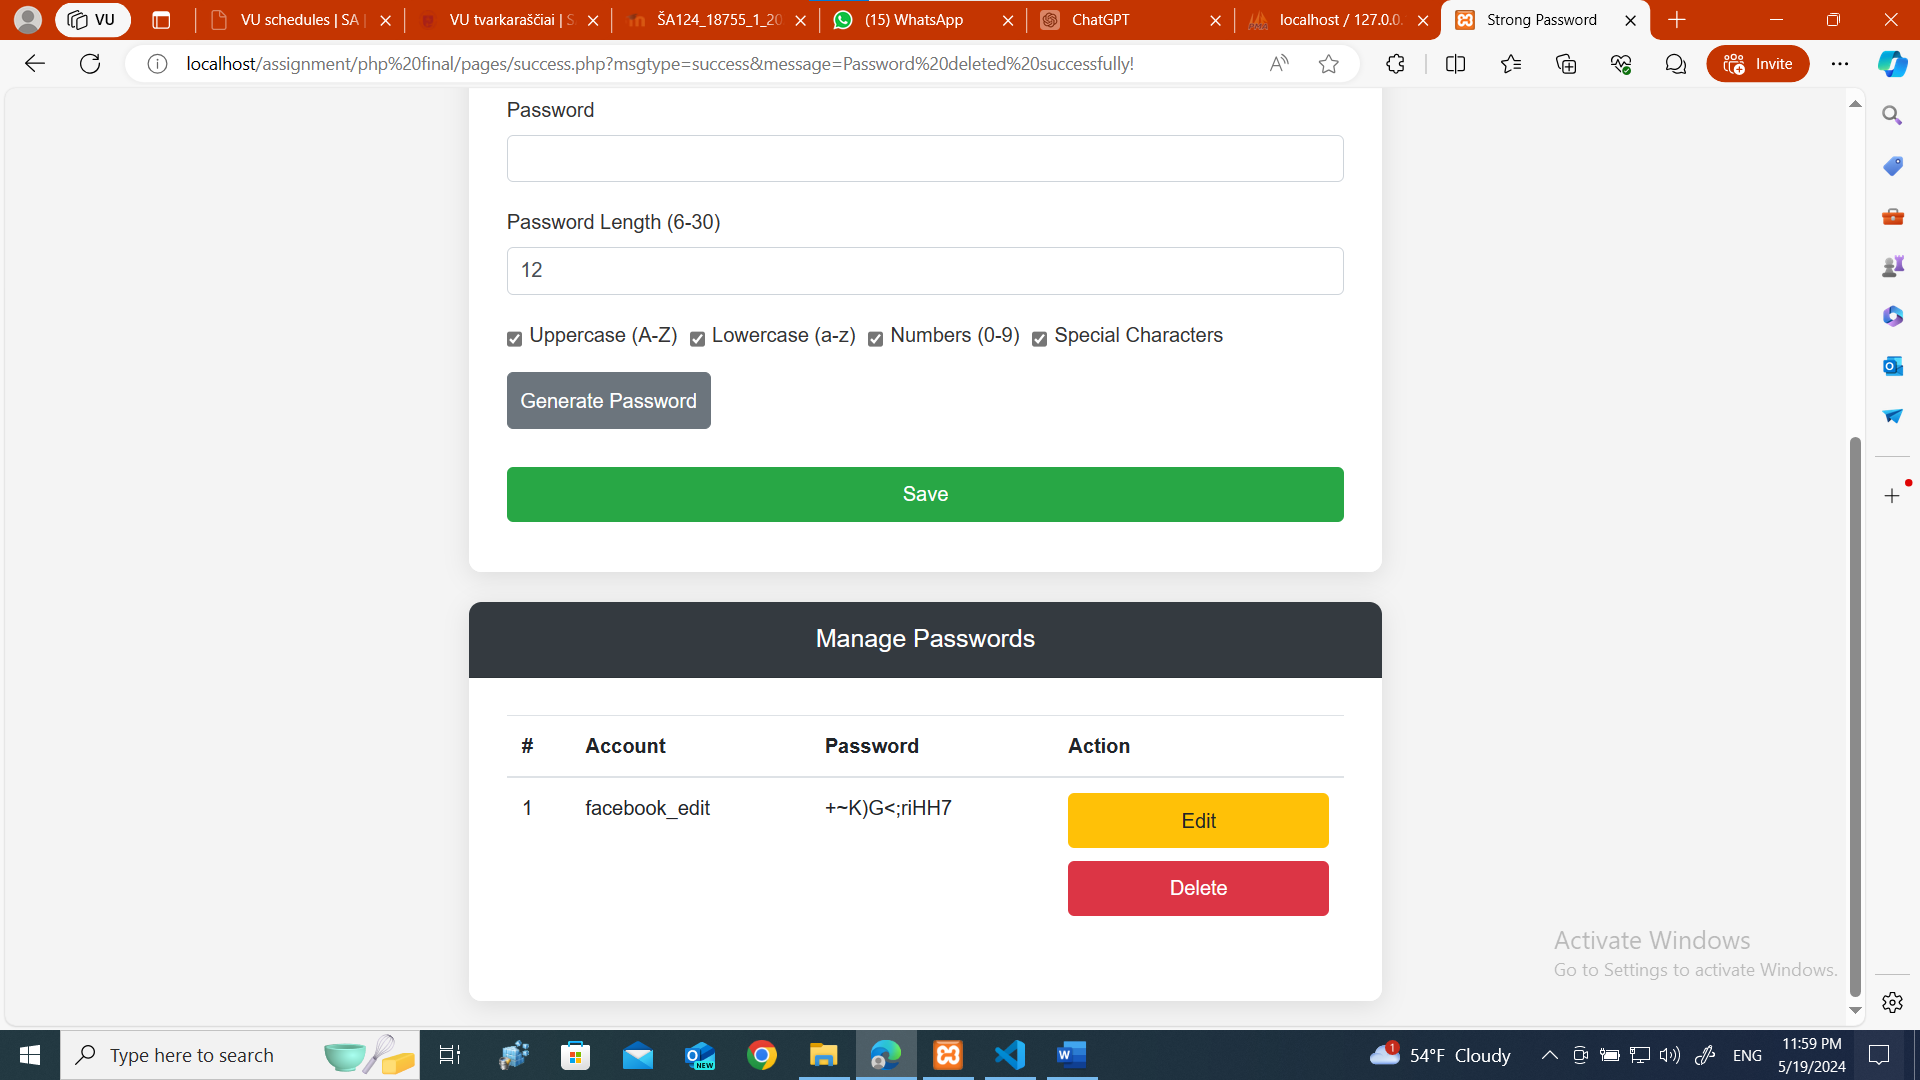 VU
VU schedules | SA |
VU tvarkaraščiai | S
ŠA124_18755_1_20
(15) WhatsApp
ChatGPT
localhost / 127.0.0.
Strong Password
localhost/assignment/php%20final/pages/success.php?msgtype=success&message=Password%20deleted%20successfully!
Invite
Password
Password Length (6-30)
12
Uppercase (A-Z) Lowercase (a-z) Numbers (0-9) Special Characters
Generate Password
Save
Manage Passwords
# Account Password Action
1 facebook_edit +~K)G<;riHH7 Edit
Delete
Activate Windows
Go to Settings to activate Windows.
Type here to search
NEW
1
54°F Cloudy
ENG
11:59 PM
5/19/2024